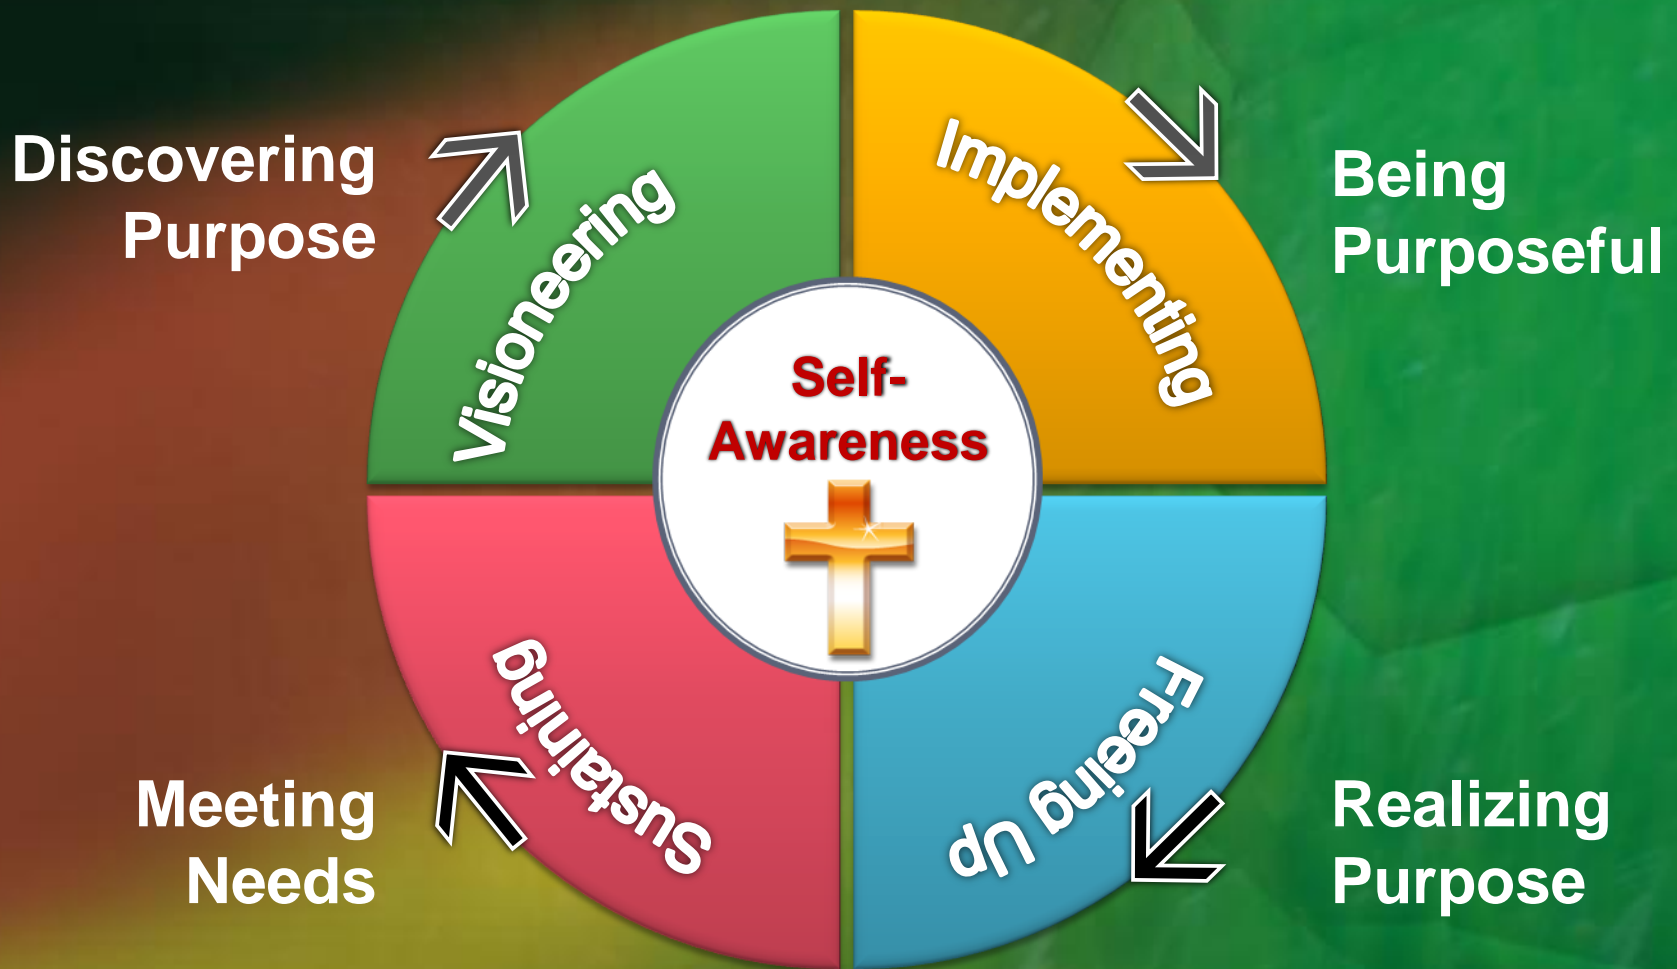 Discovering
Purpose
Visioneering
Implementing
Being
Purposeful
Self-
Awareness
Meeting
Needs
Sustaining
Freeing Up
Realizing
Purpose